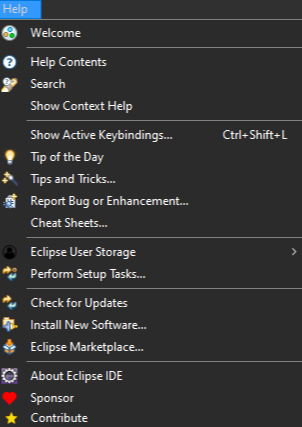 Help
Welcome
Help Contents
Search
Show Context Help
Show Active Keybindings... Ctrl+Shift+L
Tip of the Day
Tips and Tricks...
Report Bug or Enhancement...
Cheat Sheets...
Eclipse User Storage
Perform Setup Tasks...
Check for Updates
Install New Software...
Eclipse Marketplace...
About Eclipse IDE
Sponsor
Contribute